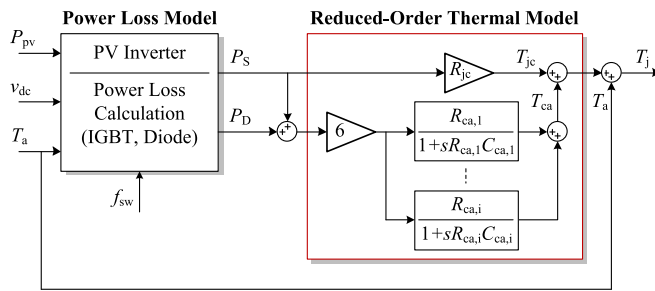 Power Loss Model
Reduced-Order Thermal Model
P_pv
v_dc
T_a
PV Inverter
Power Loss
Calculation
(IGBT, Diode)
f_sw
P_S
P_D
++
6
R_jc
T_jc
++
++
T_j
T_ca
T_a
R_ca,1
1+sR_ca,1C_ca,1
++
R_ca,i
1+sR_ca,iC_ca,i